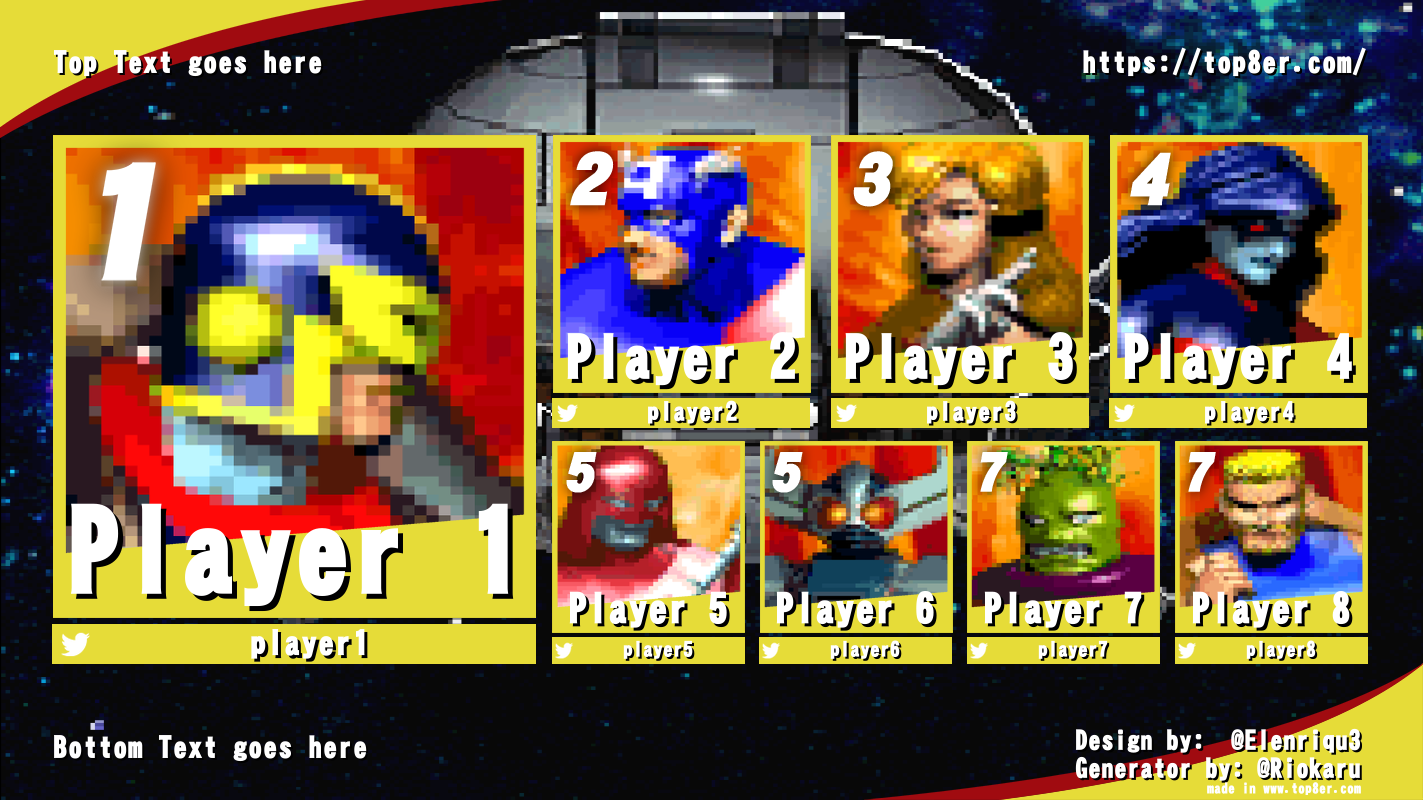 Top Text goes here
https://top8er.com/
1
Player 1
player1
2
Player 2
player2
3
Player 3
player3
4
Player 4
player4
5
Player 5
player5
5
Player 6
player6
7
Player 7
player7
7
Player 8
player8
Bottom Text goes here
Design by: @Elenriqu3
Generator by: @Riokaru
made in www.top8er.com